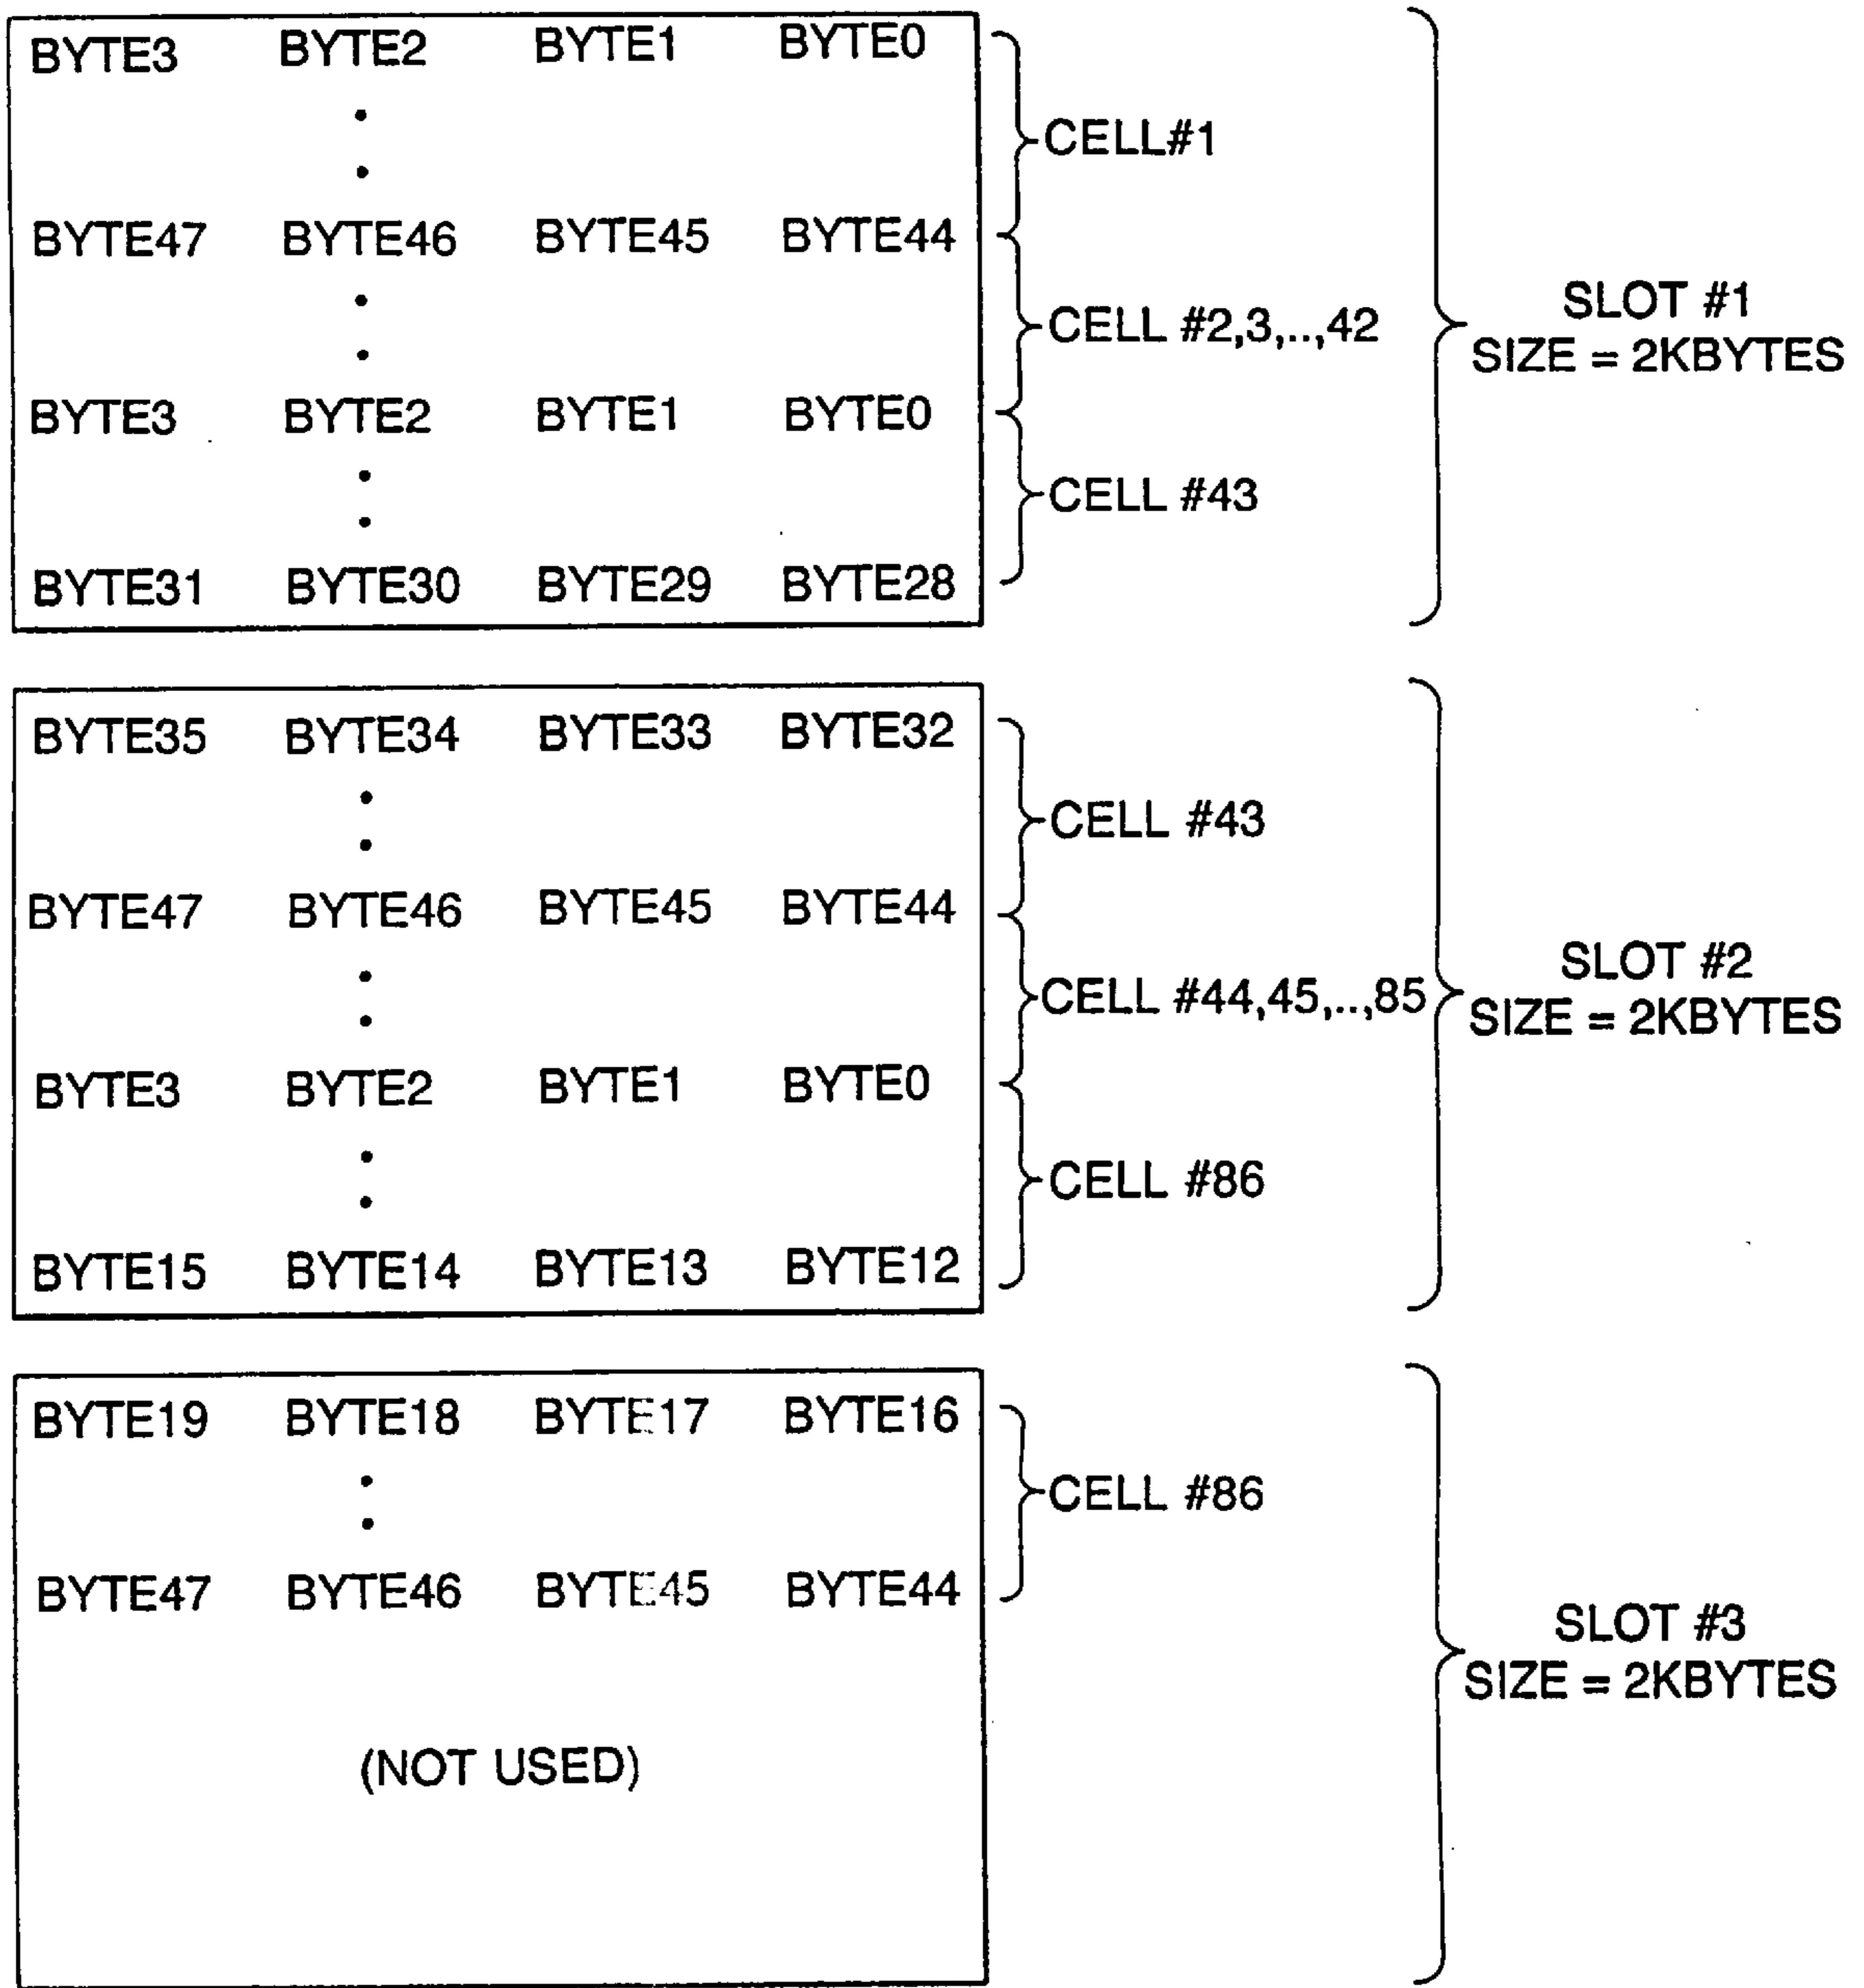 BYTE3 BYTE2 BYTE1 BYTE0
CELL#1
BYTE47 BYTE46 BYTE45 BYTE44
CELL #2,3,..,42
SLOT #1
SIZE = 2KBYTES
BYTE3 BYTE2 BYTE1 BYTE0
CELL #43
BYTE31 BYTE30 BYTE29 BYTE28
BYTE35 BYTE34 BYTE33 BYTE32
CELL #43
BYTE47 BYTE46 BYTE45 BYTE44
CELL #44,45,..,85
SLOT #2
SIZE = 2KBYTES
BYTE3 BYTE2 BYTE1 BYTE0
CELL #86
BYTE15 BYTE14 BYTE13 BYTE12
BYTE19 BYTE18 BYTE17 BYTE16
CELL #86
BYTE47 BYTE46 BYTE45 BYTE44
SLOT #3
SIZE = 2KBYTES
(NOT USED)